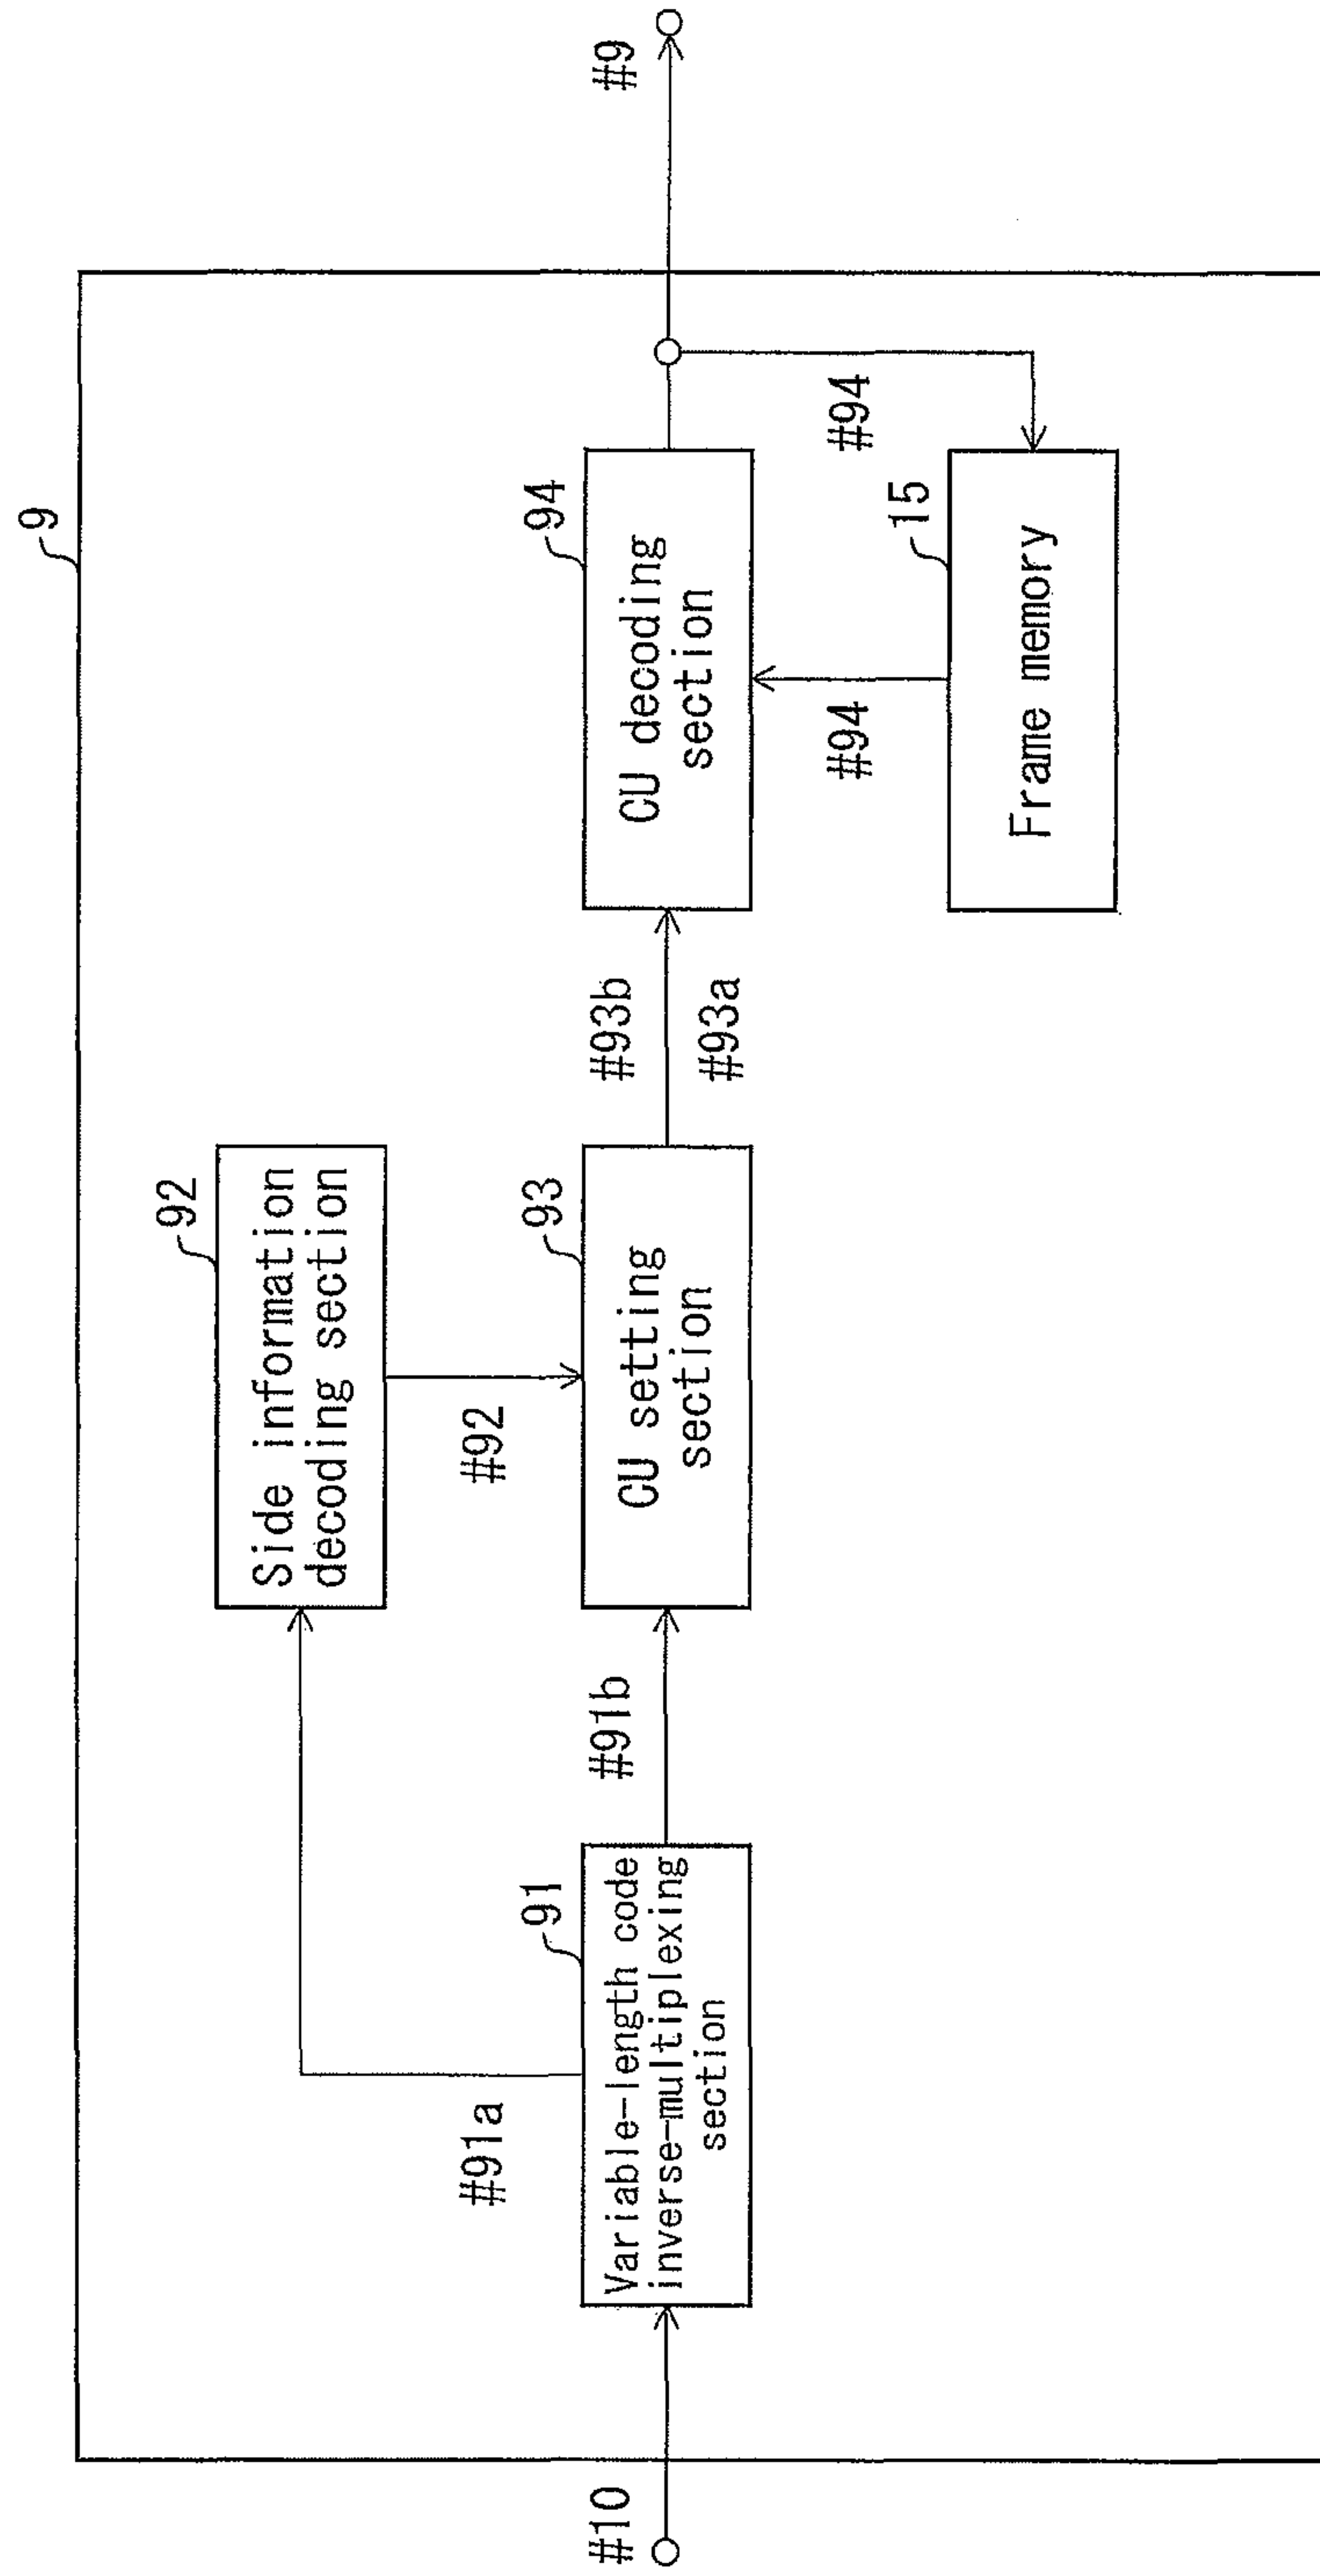 9
#10
Variable-length code
inverse-multiplexing
section
91
#91a
#91b
Side information
decoding section
92
#92
CU setting
section
93
#93b
#93a
CU decoding
section
94
#94
#94
Frame memory
15
#9